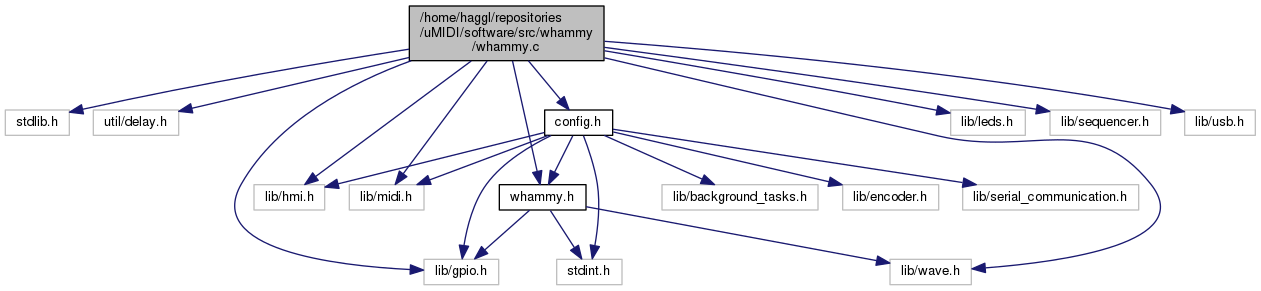 /home/haggl/repositories
/uMIDI/software/src/whammy
/whammy.c
stdlib.h
util/delay.h
config.h
lib/leds.h
lib/sequencer.h
lib/usb.h
lib/hmi.h
lib/midi.h
whammy.h
lib/background_tasks.h
lib/encoder.h
lib/serial_communication.h
lib/gpio.h
stdint.h
lib/wave.h